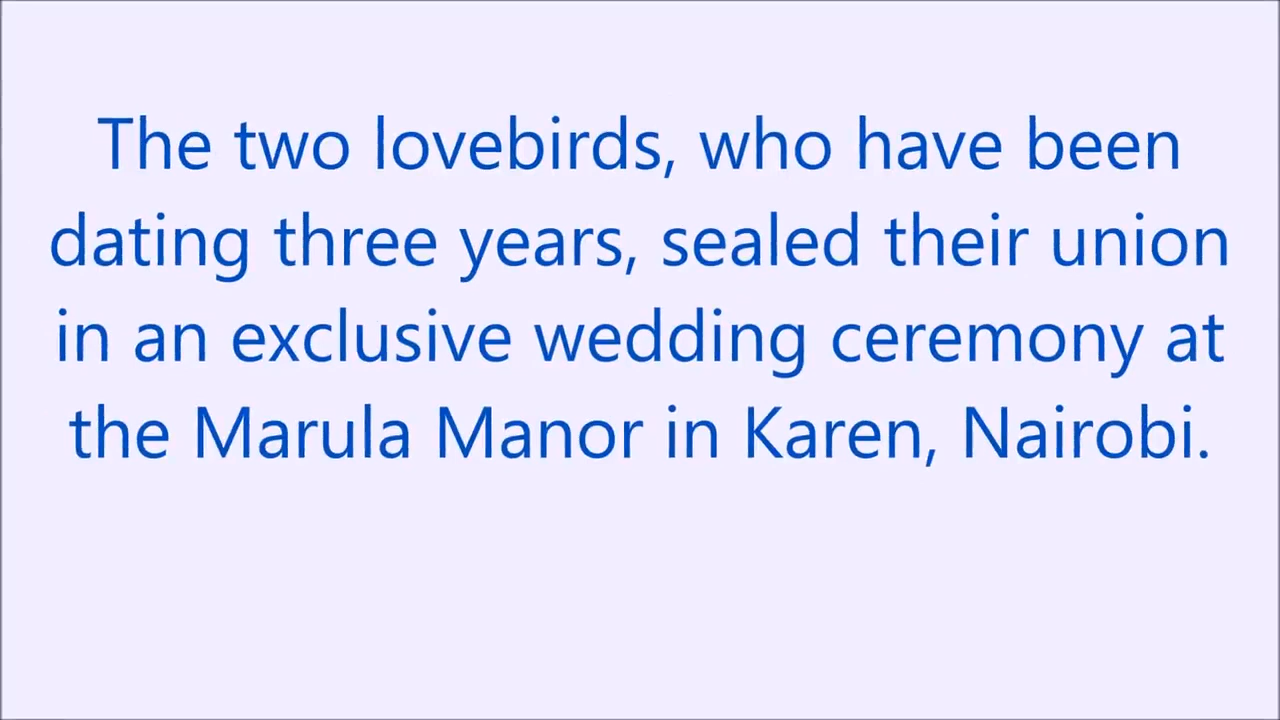 The two lovebirds, who have been
dating three years, sealed their union
in an exclusive wedding ceremony at
the Marula Manor in Karen, Nairobi.